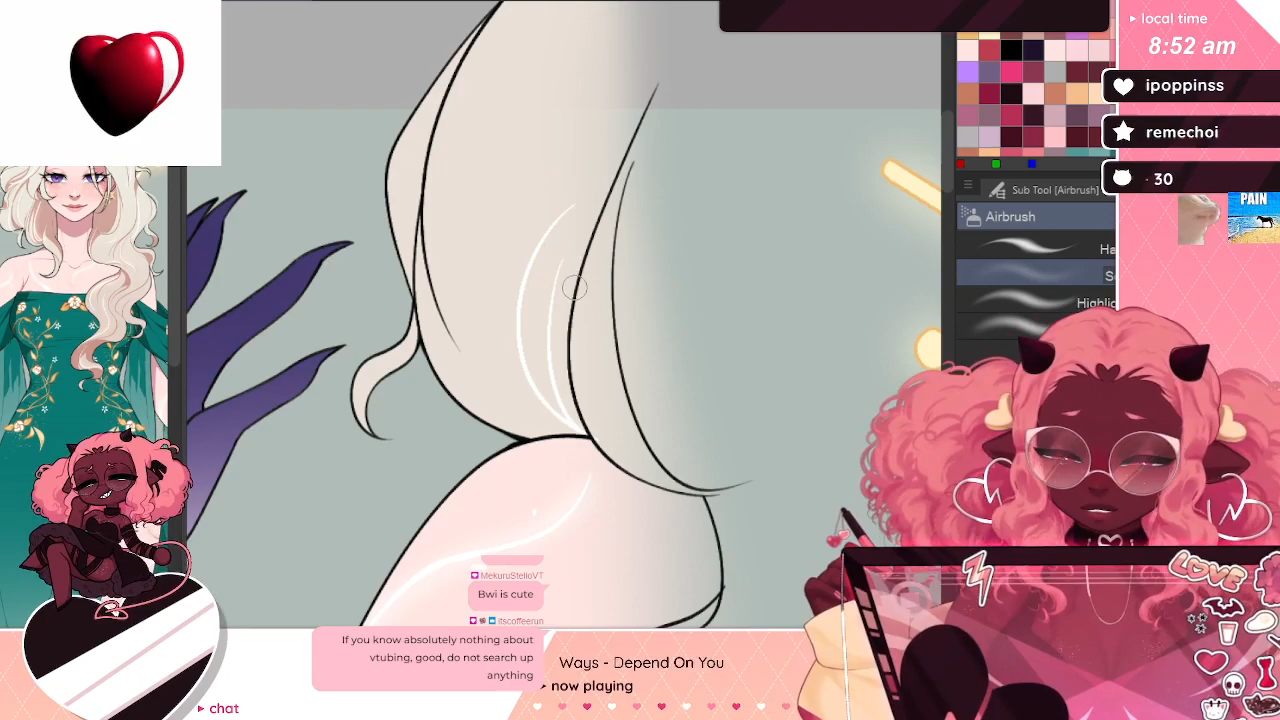 local time
8:52 am
ipoppinss
remechoi
· 30
PAIN
Sub Tool [Airbrush]
Airbrush
Ha
Highlig
LOVE
MekuruStelioVT
Bwi is cute
itscoffeerun
If you know absolutely nothing about
vtubing, good, do not search up
anything
Ways - Depend On You
now playing
chat